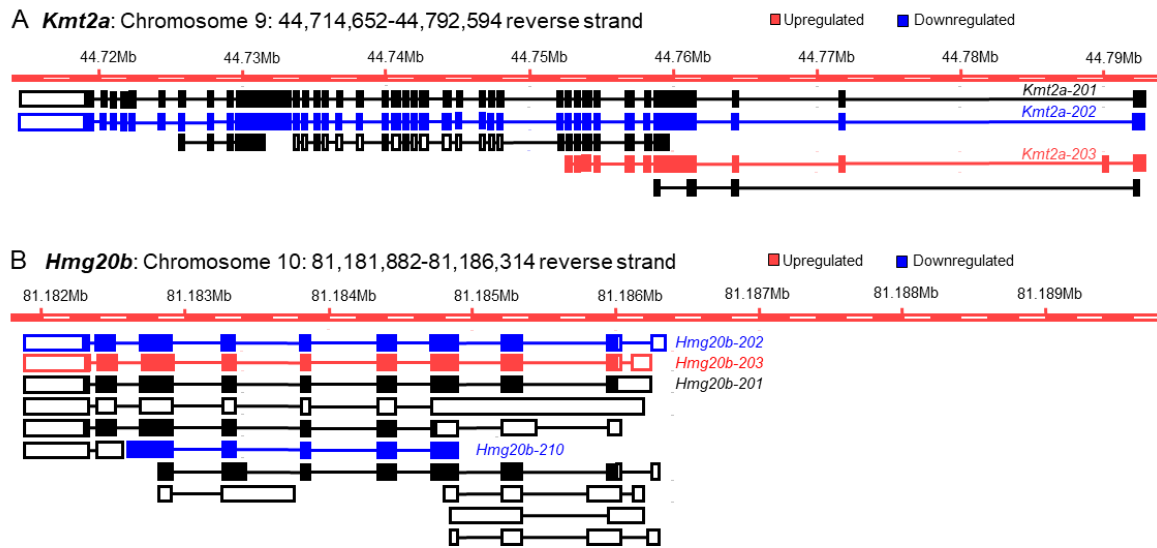 A Kmt2a: Chromosome 9: 44,714,652-44,792,594 reverse strand
Upregulated Downregulated
44.72Mb 44.73Mb 44.74Mb 44.75Mb 44.76Mb 44.77Mb 44.78Mb 44.79Mb
Kmt2a-201
Kmt2a-202
Kmt2a-203
B Hmg20b: Chromosome 10: 81,181,882-81,186,314 reverse strand
Upregulated Downregulated
81.182Mb 81.183Mb 81.184Mb 81.185Mb 81.186Mb 81.187Mb 81.188Mb 81.189Mb
Hmg20b-202
Hmg20b-203
Hmg20b-201
Hmg20b-210